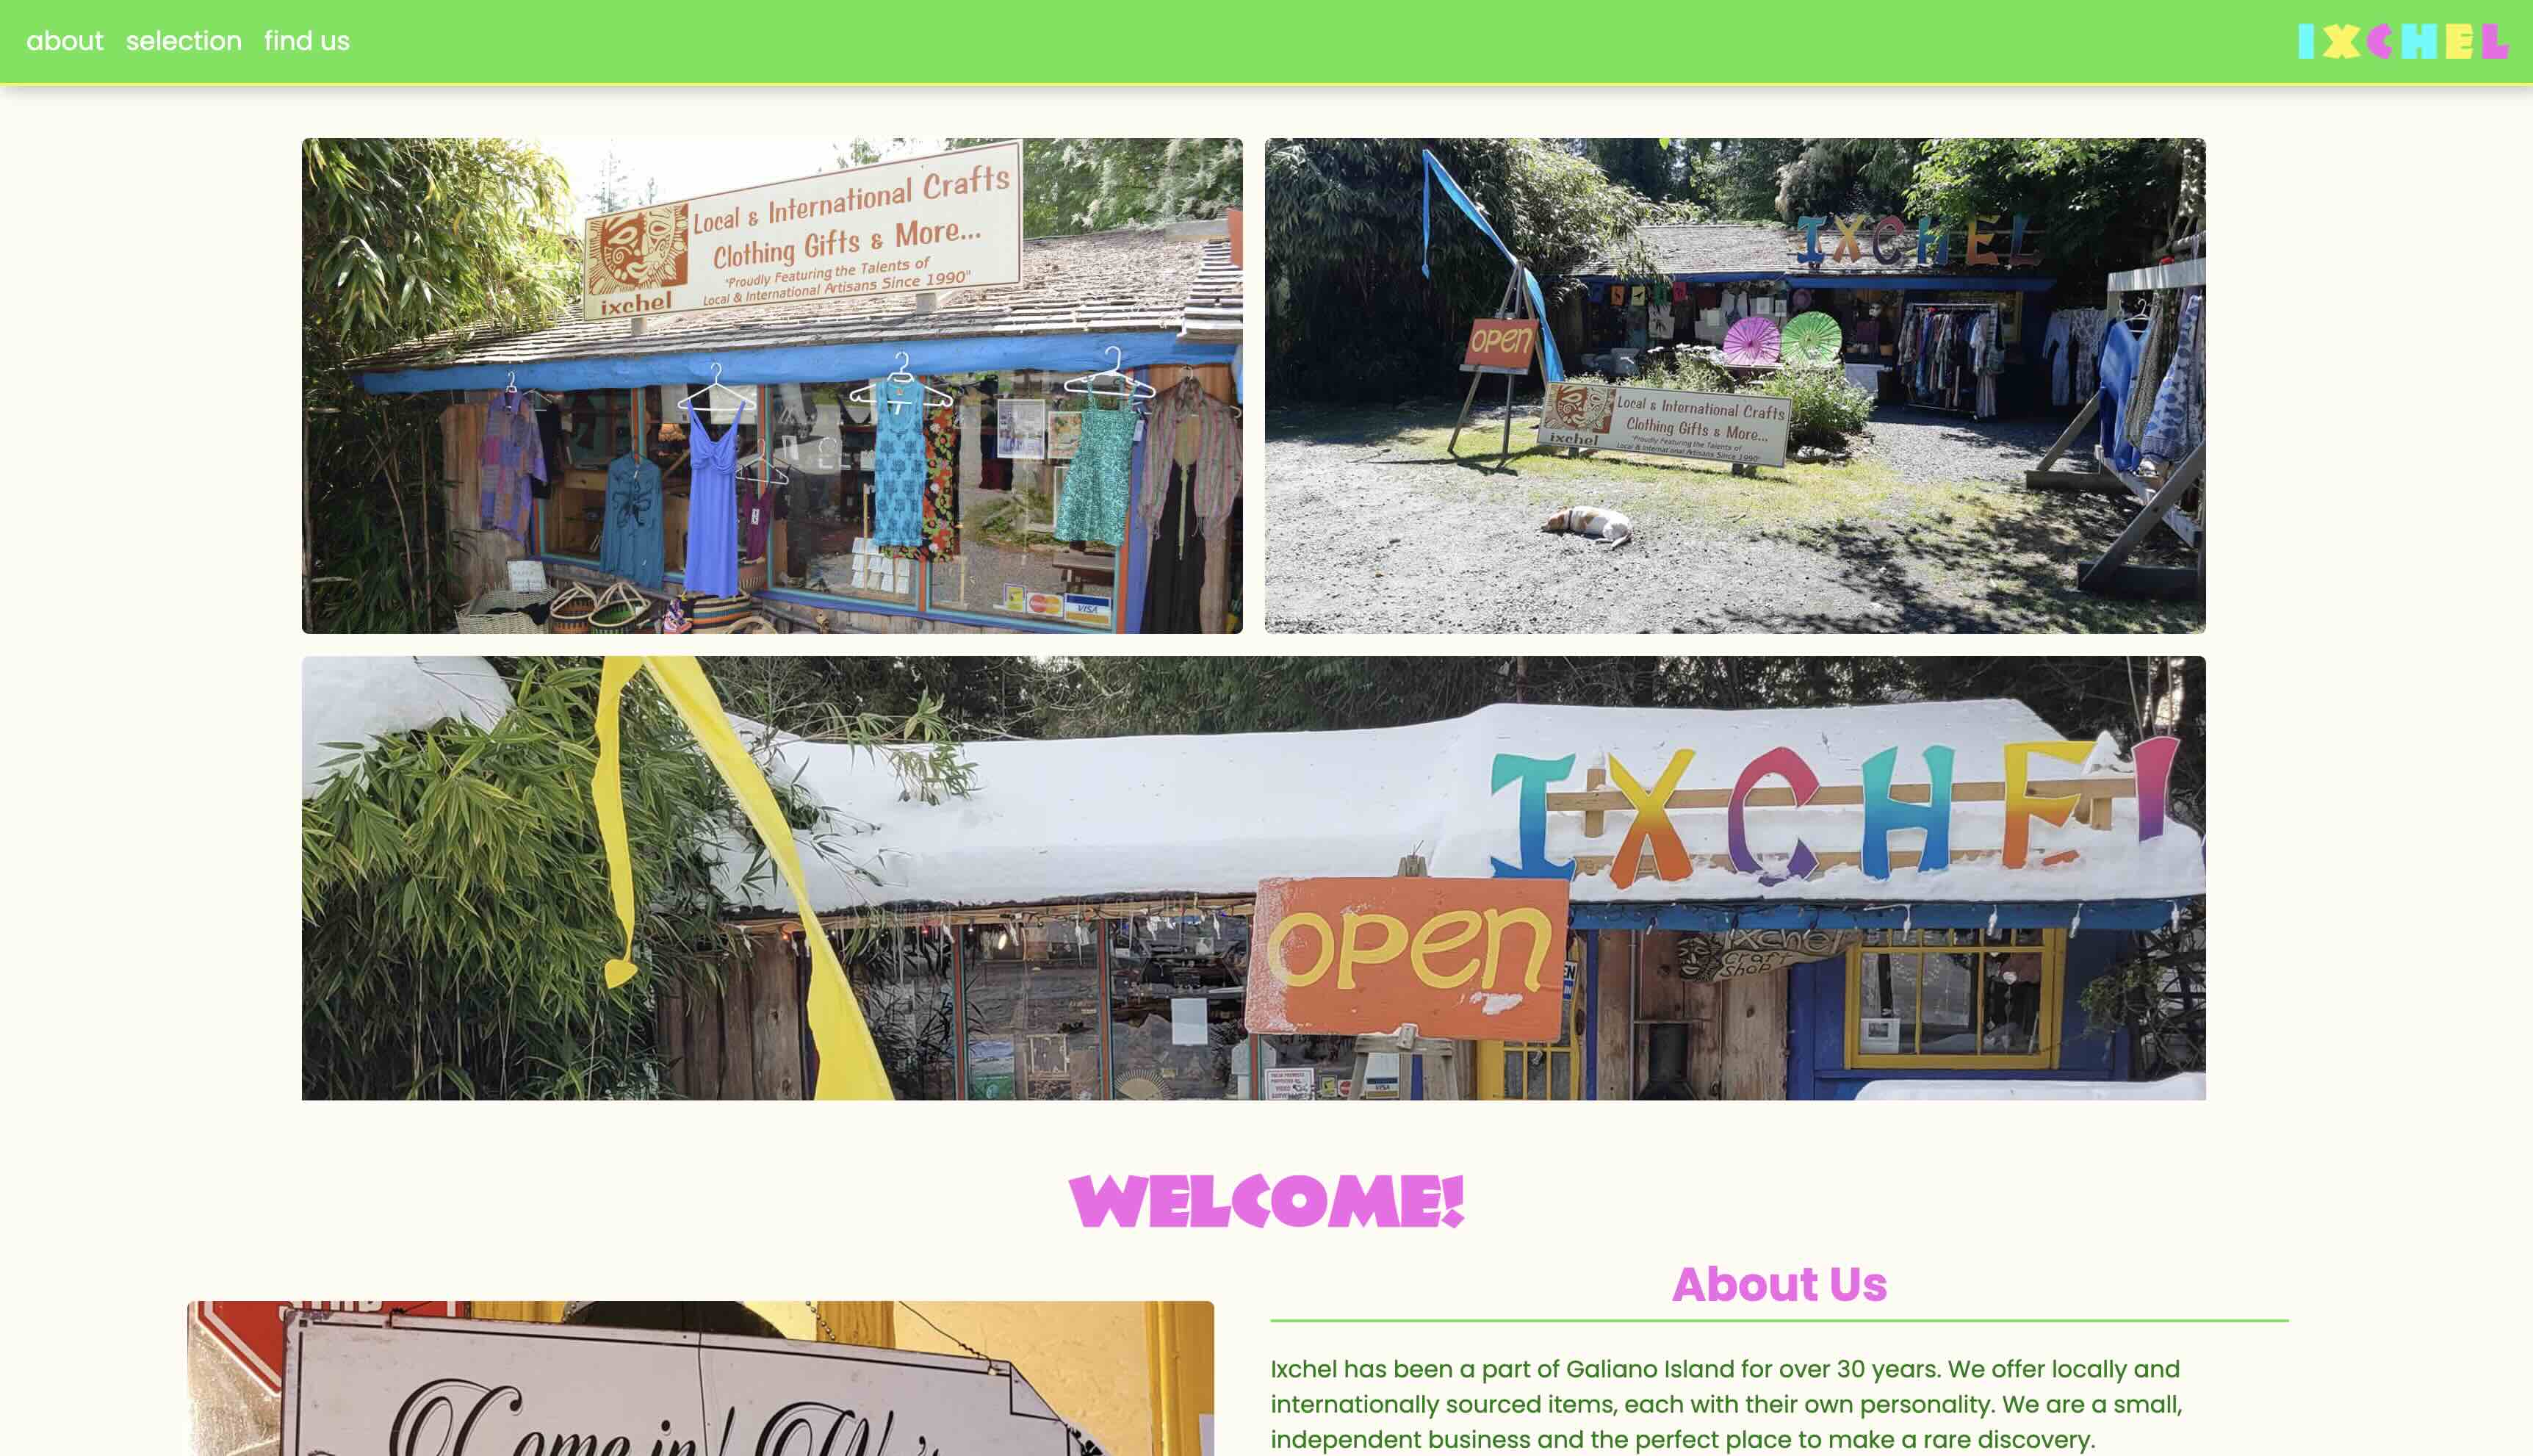 about selection find us
IXCHEL
Local & International Crafts
Clothing Gifts & More...
"Proudly Featuring the Talents of
Local & International Artisans Since 1990"
ixchel
VISA
IXCHEL
OPEN
Local & International Crafts
Clothing Gifts & More...
"Proudly Featuring the Talents of
Local & International Artisans Since 1990"
ixchel
IXCHEL
OPEN
Ixchel
craft
shop
VISA
WELCOME!
About Us
Come in! We're
Ixchel has been a part of Galiano Island for over 30 years. We offer locally and
internationally sourced items, each with their own personality. We are a small,
independent business and the perfect place to make a rare discovery.